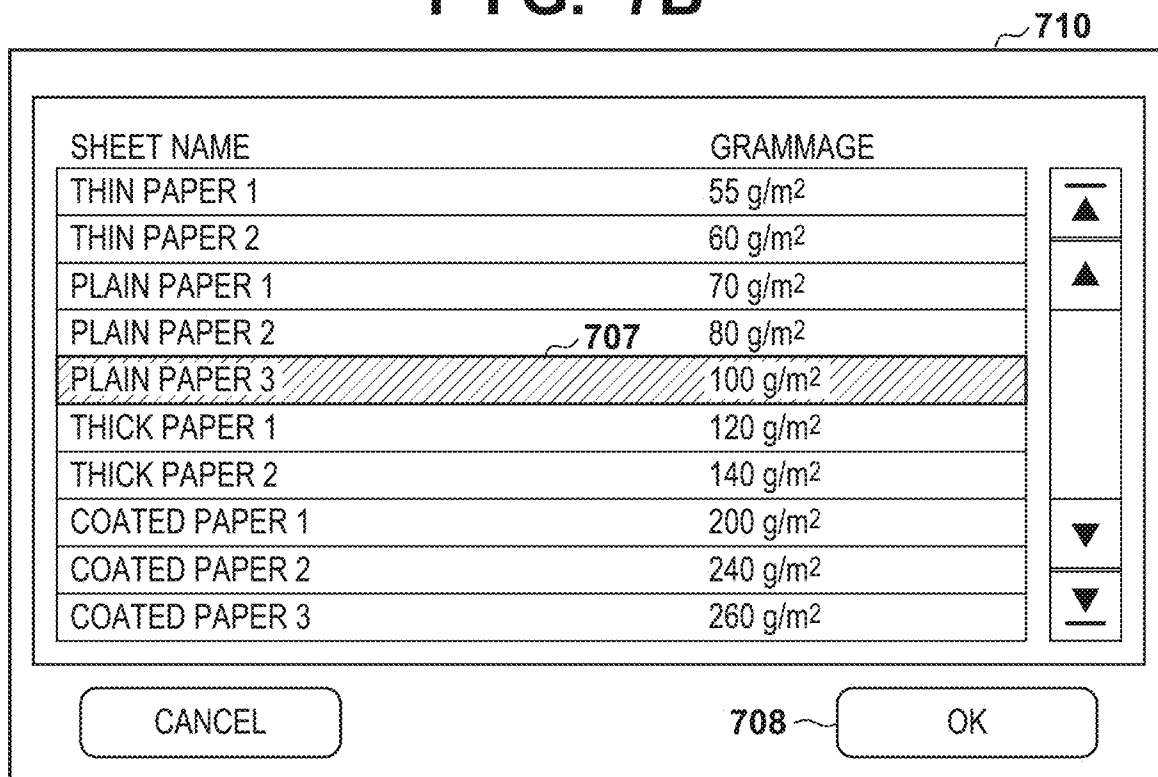 FIG. 7B
710
SHEET NAME GRAMMAGE
THIN PAPER 1 55 g/m2
THIN PAPER 2 60 g/m2
PLAIN PAPER 1 70 g/m2
PLAIN PAPER 2 707 80 g/m2
PLAIN PAPER 3 100 g/m2
THICK PAPER 1 120 g/m2
THICK PAPER 2 140 g/m2
COATED PAPER 1 200 g/m2
COATED PAPER 2 240 g/m2
COATED PAPER 3 260 g/m2
CANCEL 708 OK